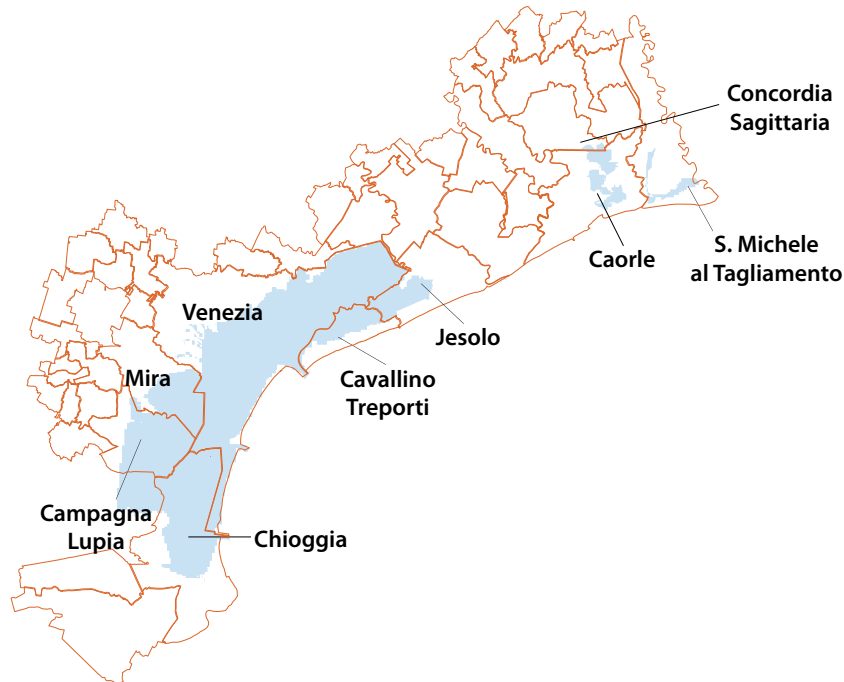 Concordia
Sagittaria
S. Michele
al Tagliamento
Caorle
Venezia
Jesolo
Mira
Cavallino
Treporti
Campagna
Lupia
Chioggia